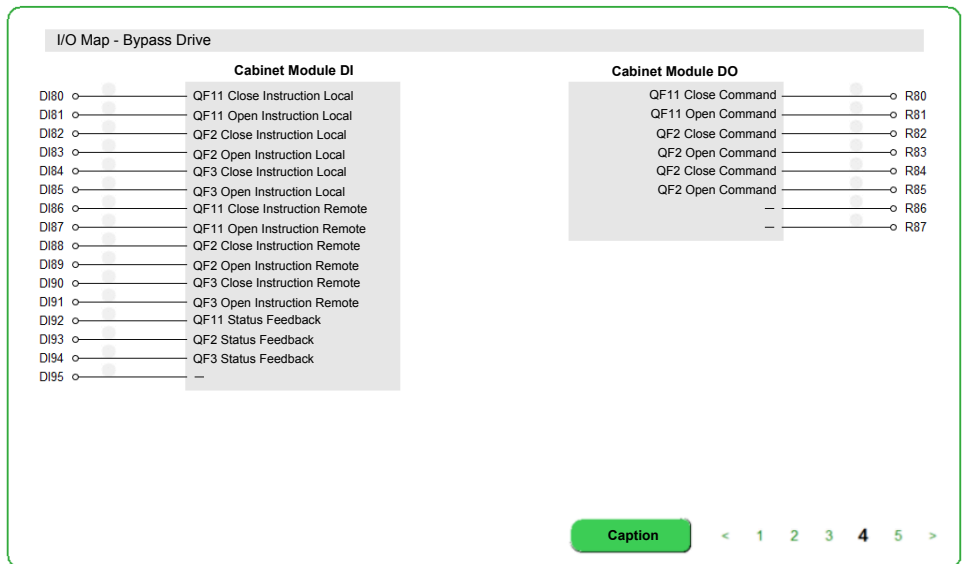 I/O Map - Bypass Drive
Cabinet Module DI
DI80 QF11 Close Instruction Local
DI81 QF11 Open Instruction Local
DI82 QF2 Close Instruction Local
DI83 QF2 Open Instruction Local
DI84 QF3 Close Instruction Local
DI85 QF3 Open Instruction Local
DI86 QF11 Close Instruction Remote
DI87 QF11 Open Instruction Remote
DI88 QF2 Close Instruction Remote
DI89 QF2 Open Instruction Remote
DI90 QF3 Close Instruction Remote
DI91 QF3 Open Instruction Remote
DI92 QF11 Status Feedback
DI93 QF2 Status Feedback
DI94 QF3 Status Feedback
DI95 –
Cabinet Module DO
QF11 Close Command R80
QF11 Open Command R81
QF2 Close Command R82
QF2 Open Command R83
QF2 Close Command R84
QF2 Open Command R85
– R86
– R87
Caption < 1 2 3 4 5 >